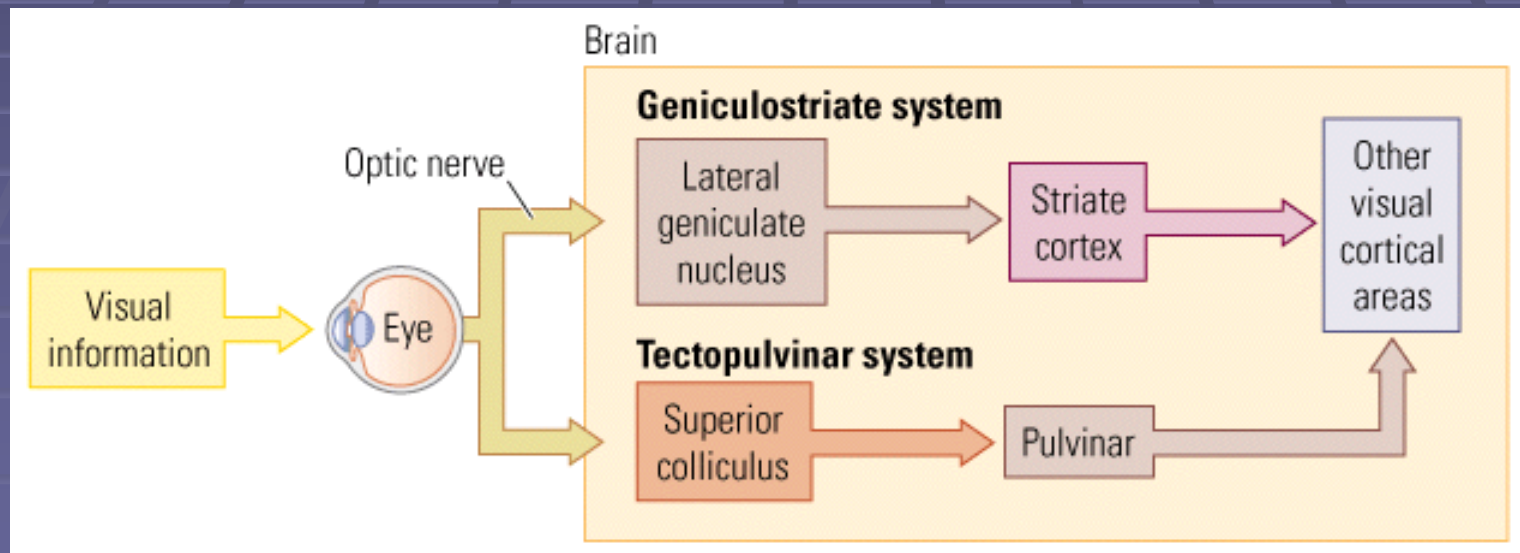 Brain
Geniculostriate system
Optic nerve
Lateral
geniculate
nucleus
Striate
cortex
Other
visual
cortical
areas
Visual
information
Eye
Tectopulvinar system
Superior
colliculus
Pulvinar